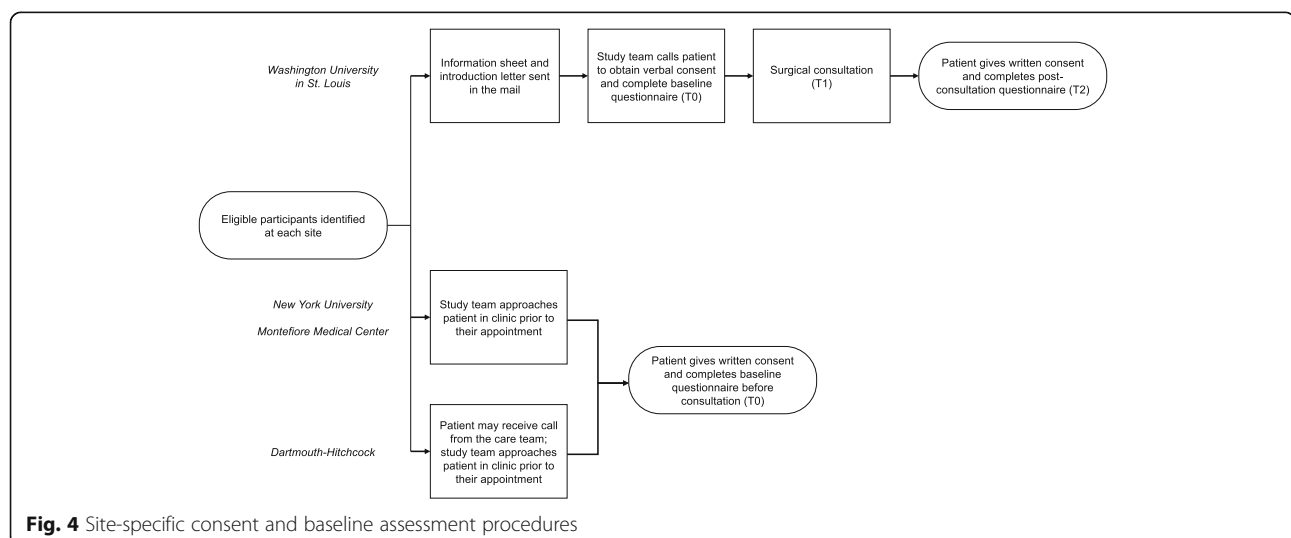 Washington University
in St. Louis
Information sheet and
introduction letter sent
in the mail
Study team calls patient
to obtain verbal consent
and complete baseline
questionnaire (T0)
Surgical consultation
(T1)
Patient gives written consent
and completes post-
consultation questionnaire (T2)
Eligible participants identified
at each site
New York University
Montefiore Medical Center
Study team approaches
patient in clinic prior to
their appointment
Patient gives written consent
and completes baseline
questionnaire before
consultation (T0)
Dartmouth-Hitchcock
Patient may receive call
from the care team;
study team approaches
patient in clinic prior to
their appointment
Fig. 4 Site-specific consent and baseline assessment procedures